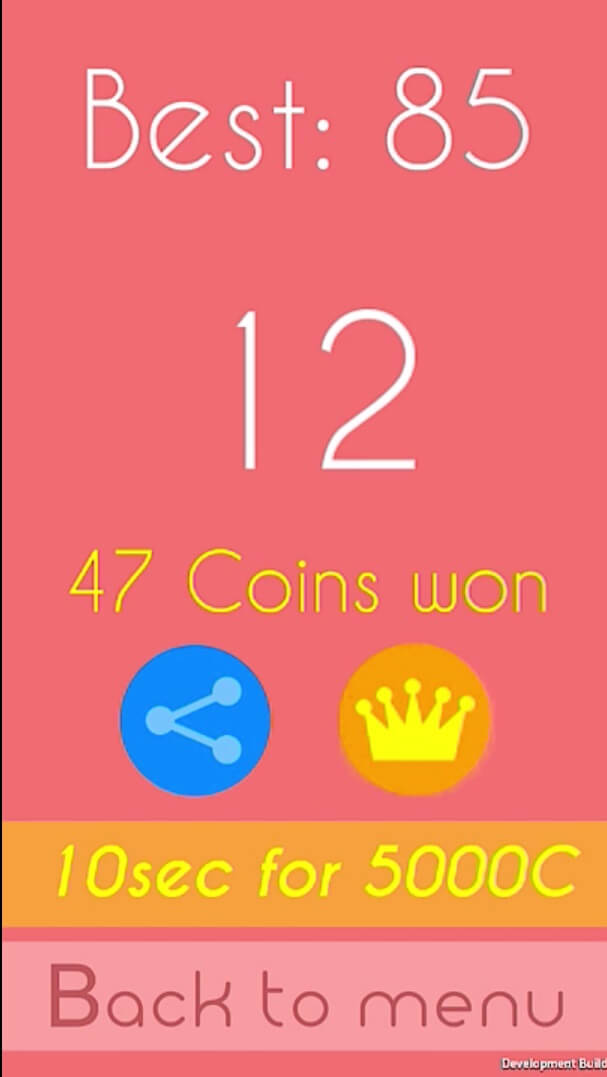 Best: 85
12
47 Coins won
10sec for 5000C
Back to menu
Development Build